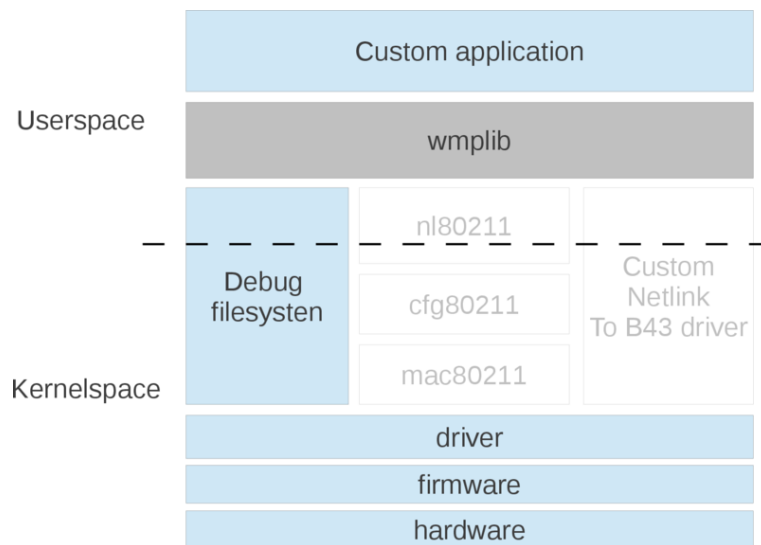 Custom application
Userspace
wmplib
nl80211
Debug
filesysten
cfg80211
Custom
Netlink
To B43 driver
mac80211
Kernelspace
driver
firmware
hardware